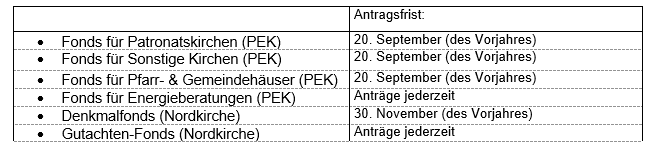 Antragsfrist:
• Fonds für Patronatskirchen (PEK) 20. September (des Vorjahres)
• Fonds für Sonstige Kirchen (PEK) 20. September (des Vorjahres)
• Fonds für Pfarr- & Gemeindehäuser (PEK) 20. September (des Vorjahres)
• Fonds für Energieberatungen (PEK) Anträge jederzeit
• Denkmalfonds (Nordkirche) 30. November (des Vorjahres)
• Gutachten-Fonds (Nordkirche) Anträge jederzeit